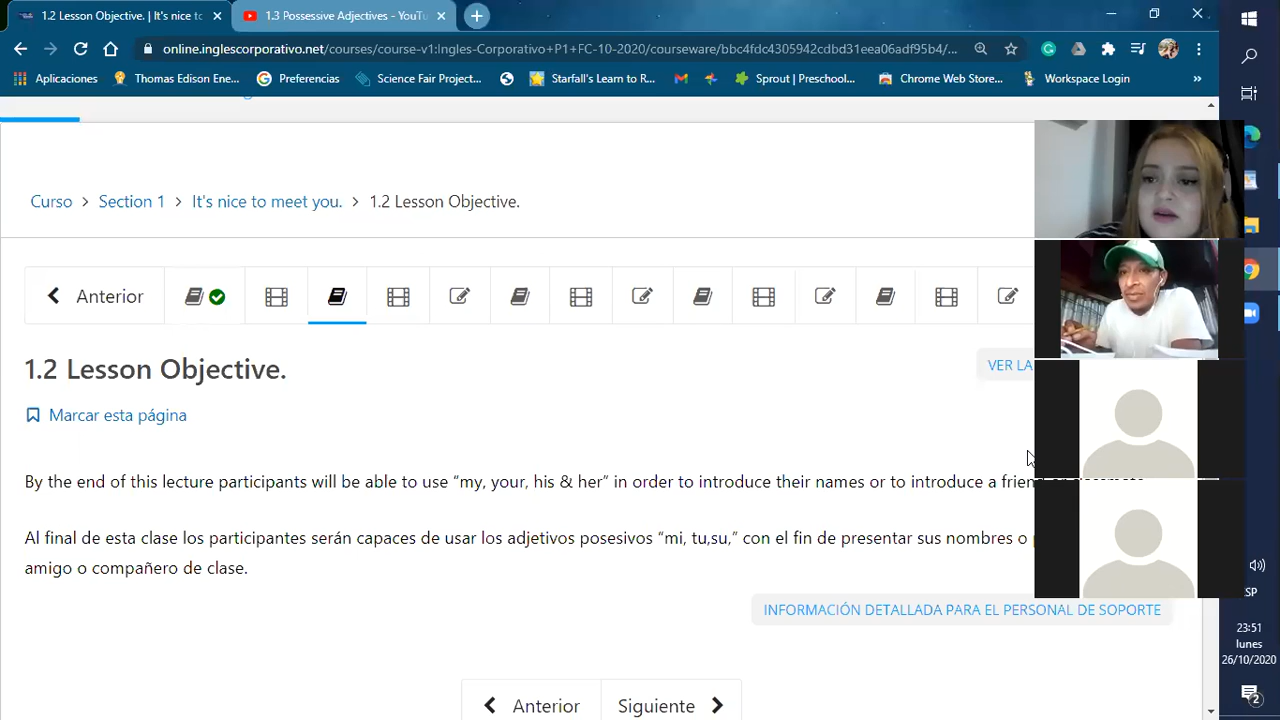 1.2 Lesson Objective. | It's nice to
1.3 Possessive Adjectives - YouTu
online.inglescorporativo.net/courses/course-v1:Ingles-Corporativo+P1+FC-10-2020/courseware/bbc4fdc4305942cdbd31eea06adf95b4/...
Aplicaciones
Thomas Edison Ene...
Preferencias
Science Fair Project...
Starfall's Learn to R...
Sprout | Preschool...
Chrome Web Store...
Workspace Login
»
Curso > Section 1 > It's nice to meet you. > 1.2 Lesson Objective.
Anterior
1.2 Lesson Objective.
VER LA
Marcar esta página
By the end of this lecture participants will be able to use “my, your, his & her” in order to introduce their names or to introduce a frien
Al final de esta clase los participantes serán capaces de usar los adjetivos posesivos “mi, tu,su,” con el fin de presentar sus nombres o
amigo o compañero de clase.
INFORMACIÓN DETALLADA PARA EL PERSONAL DE SOPORTE
Anterior
Siguiente
ESP
23:51
lunes
26/10/2020
2